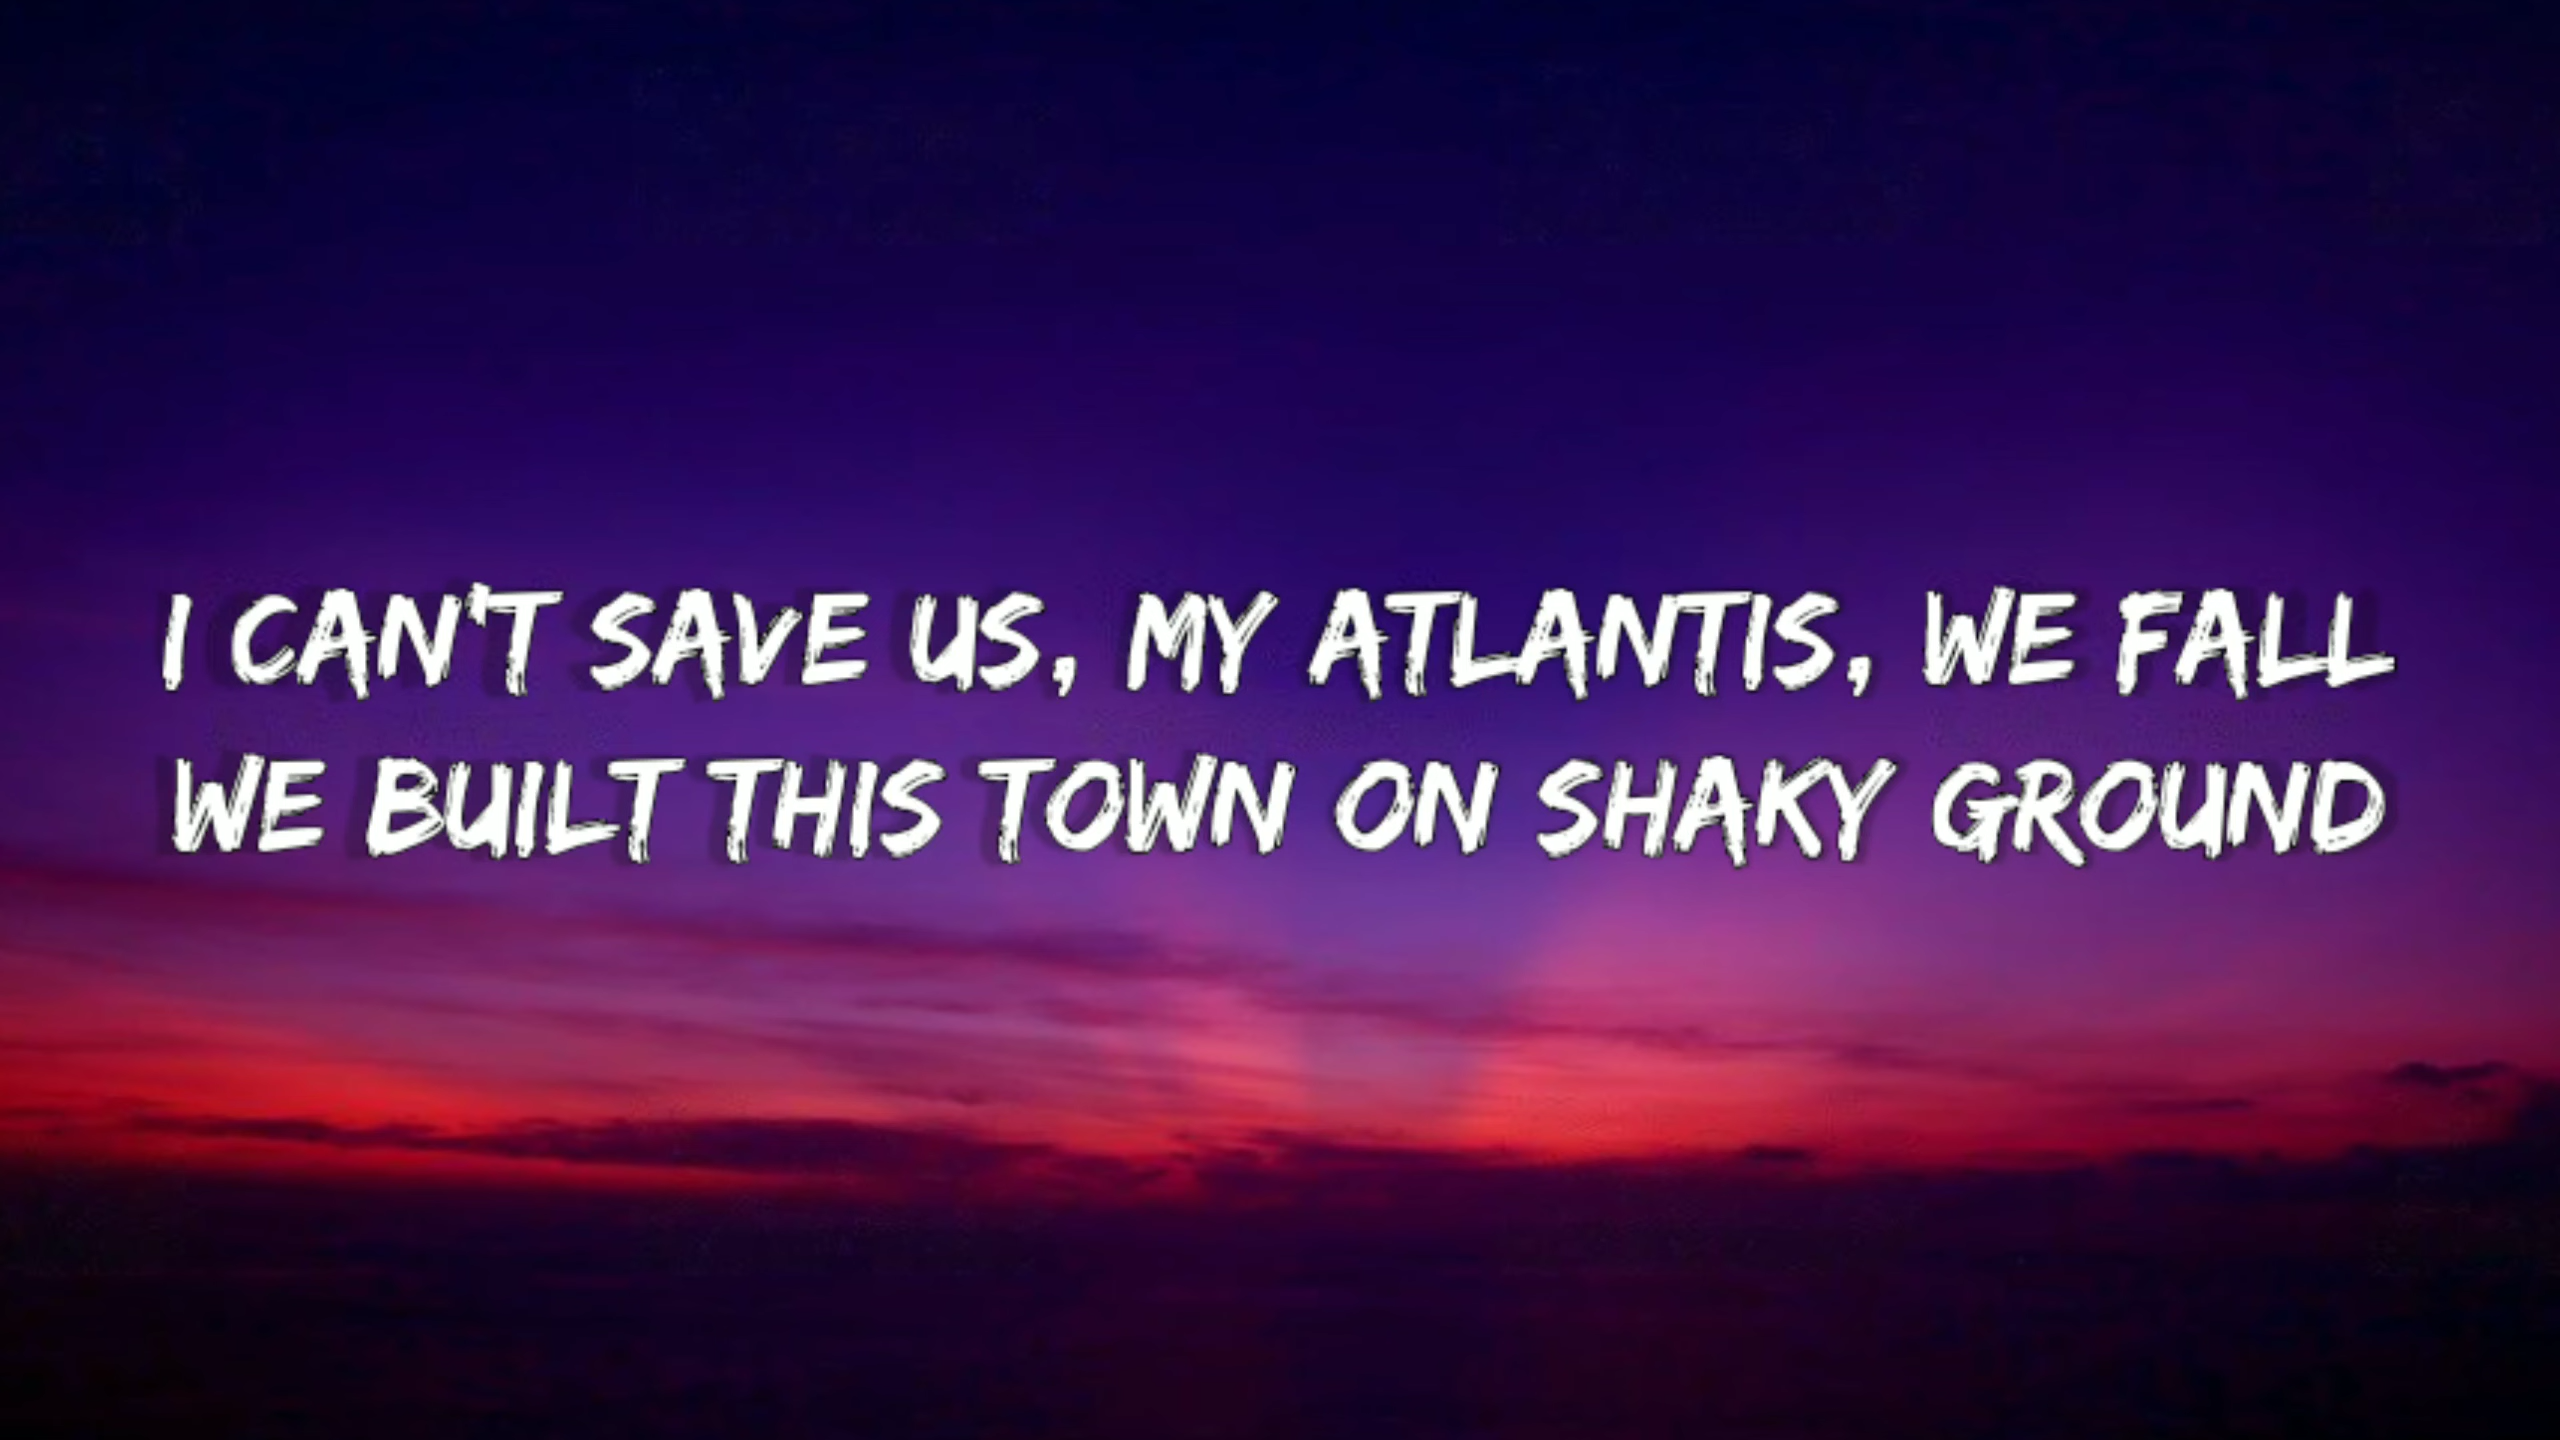 I CAN'T SAVE US, MY ATLANTIS, WE FALL
WE BUILT THIS TOWN ON SHAKY GROUND